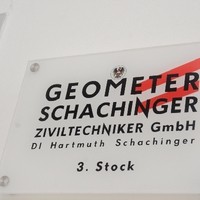 GEOMETER
SCHACHINGER
ZIVILTECHNIKER GmbH
DI Hartmuth Schachinger
3. Stock